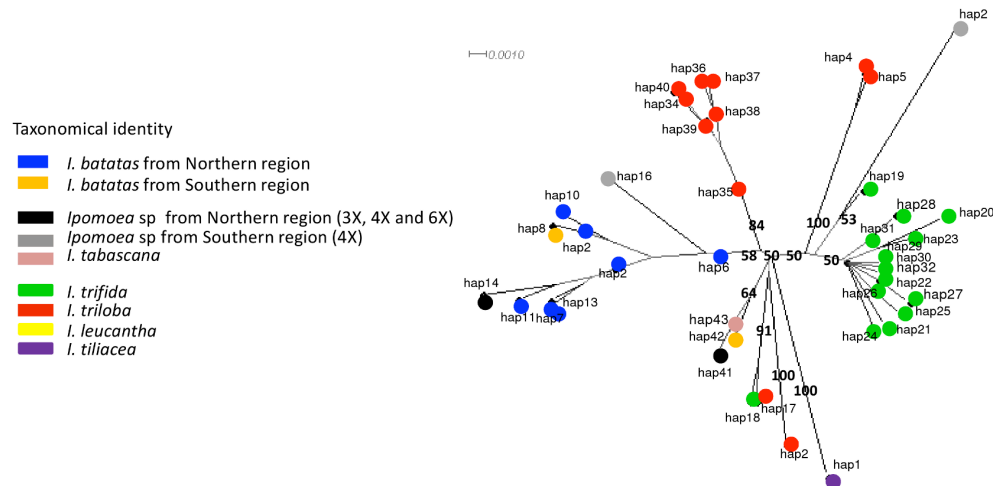 hap2
hap4
0.0010
hap5
hap36
hap37
hap40
hap34
hap38
hap39
Taxonomical identity
I. batatas from Northern region
I. batatas from Southern region
Ipomoea sp from Northern region (3X, 4X and 6X)
Ipomoea sp from Southern region (4X)
I. tabascana
I. trifida
I. triloba
I. leucantha
I. tiliacea
hap16
hap35
hap19
hap10
hap28
hap20
hap8
hap2
84
100
53
hap31
hap23
hap29
hap2
hap6
58
50
50
50
hap30
hap32
hap22
hap14
hap13
64
hap26
hap27
hap11
hap7
hap25
hap43
hap42
91
hap24
hap21
hap41
100
100
hap18
hap17
hap2
hap1